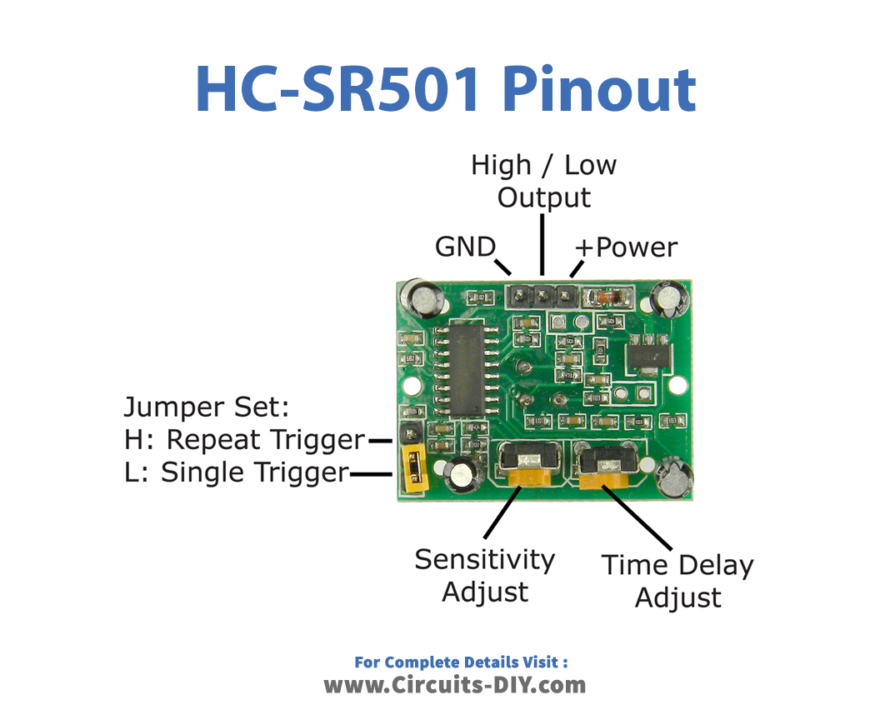 HC-SR501 Pinout
High / Low
Output
GND
+Power
Jumper Set:
H: Repeat Trigger
L: Single Trigger
Sensitivity
Adjust
Time Delay
Adjust
For Complete Details Visit :
www.Circuits-DIY.com